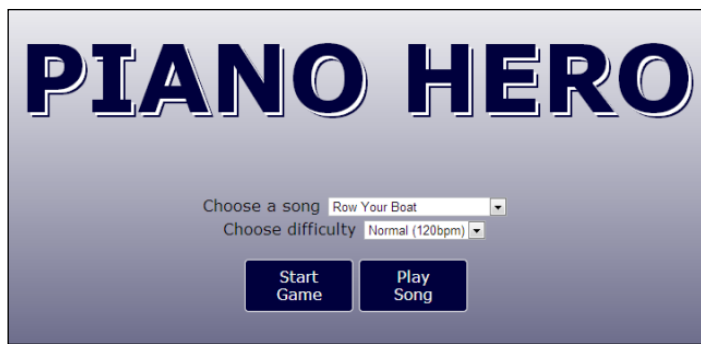 PIANO HERO
Choose a song Row Your Boat
Choose difficulty Normal (120bpm)
Start Game
Play Song